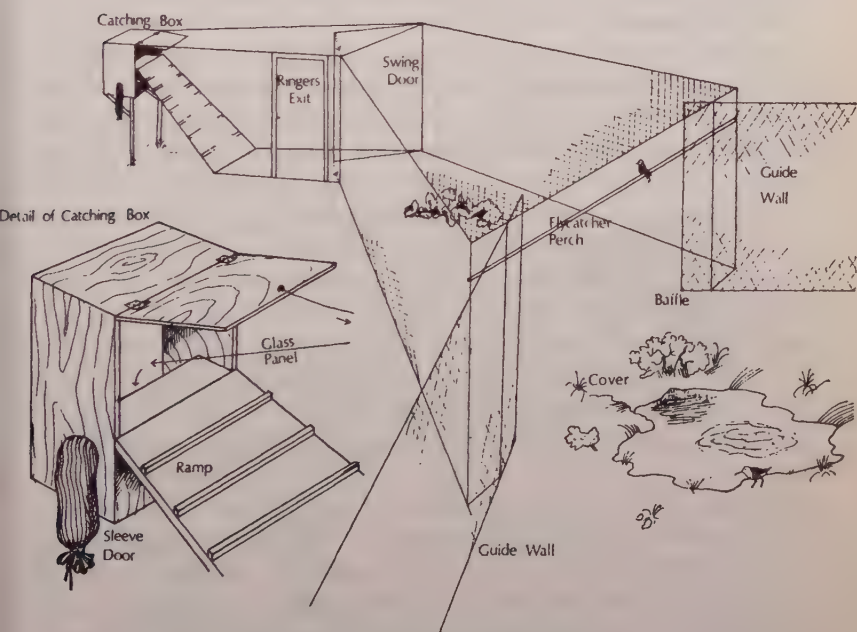 Catching Box
Ringers
Exit
Swing
Door
Guide
Wall
Flycatcher
Perch
Baffle
Detail of Catching Box
Glass
Panel
Cover
Ramp
Sleeve
Door
Guide Wall